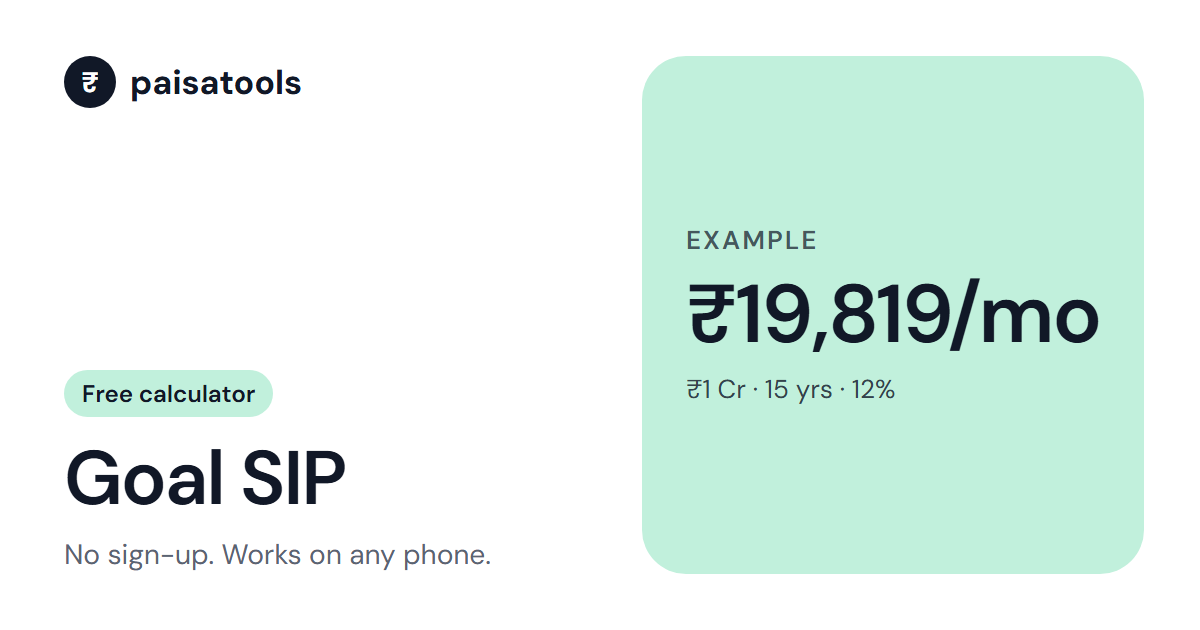 ₹ paisatools
Free calculator
Goal SIP
No sign-up. Works on any phone.
EXAMPLE
₹19,819/mo
₹1 Cr · 15 yrs · 12%